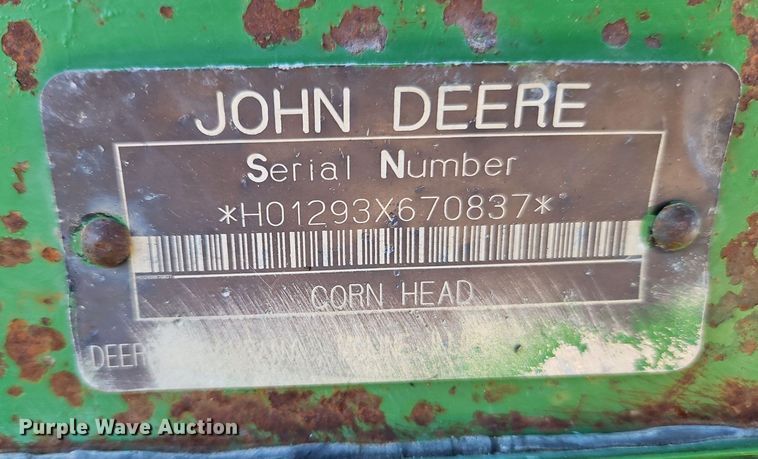 JOHN DEERE
Serial Number
*H01293X670837*
CORN HEAD
Purple Wave Auction